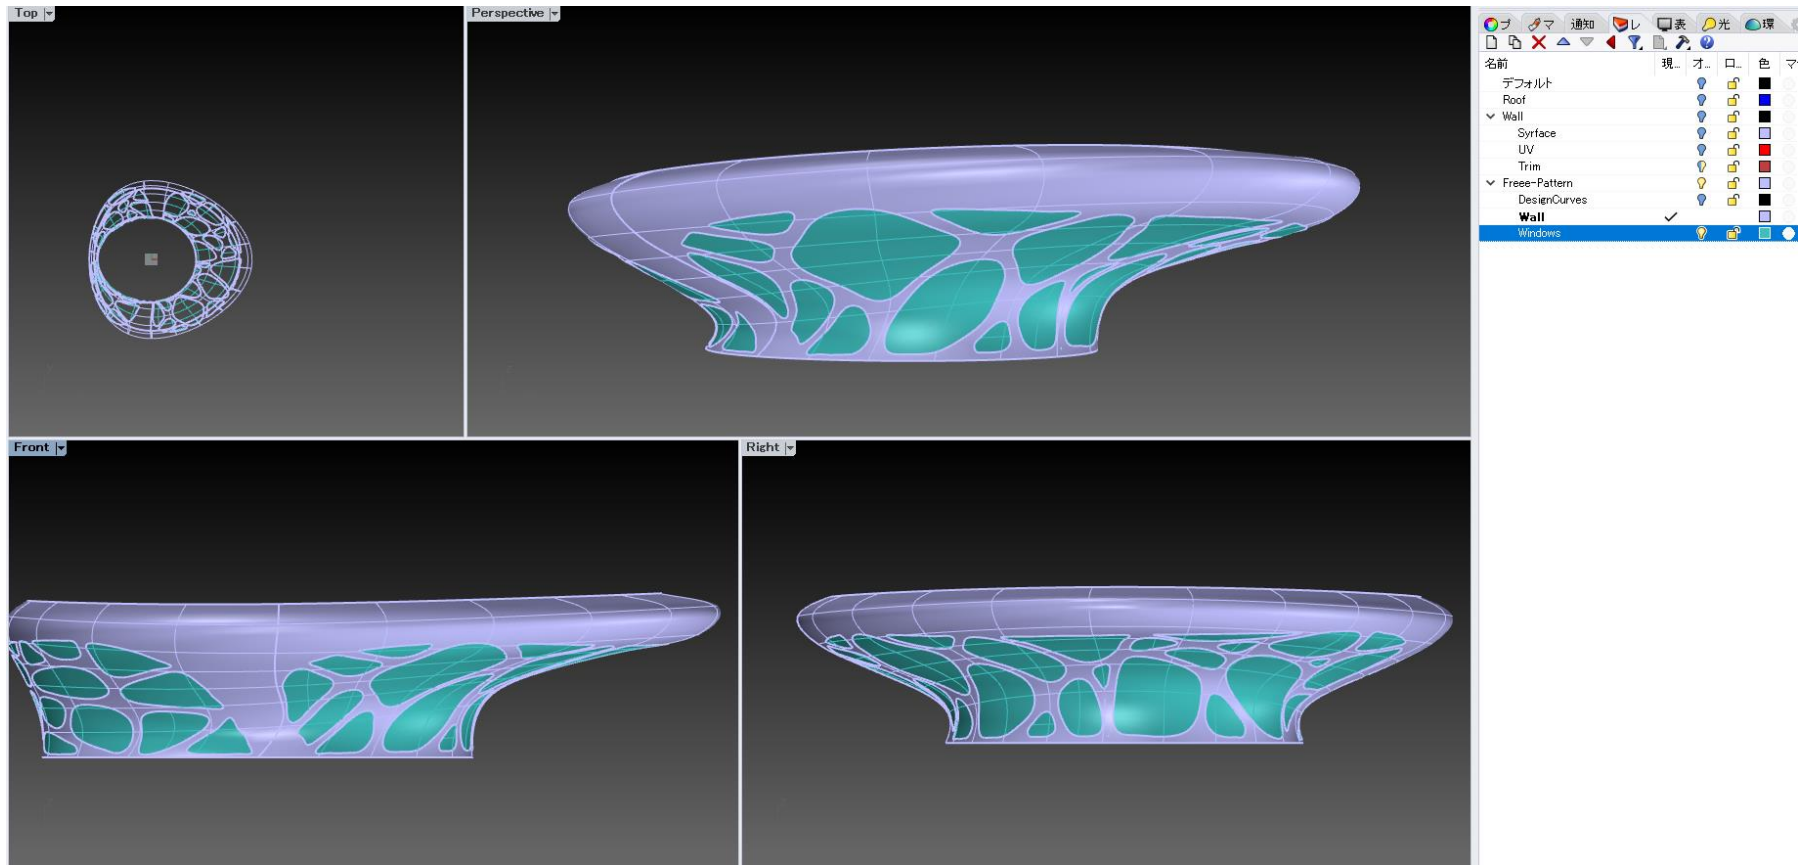 Top
Perspective
プ マ 通知 レ 表 光 環
名前 現... オ... ロ... 色 マ
デフォルト
Roof
Wall
Syrface
UV
Trim
Freee-Pattern
DesignCurves
Wall
Windows
Front
Right